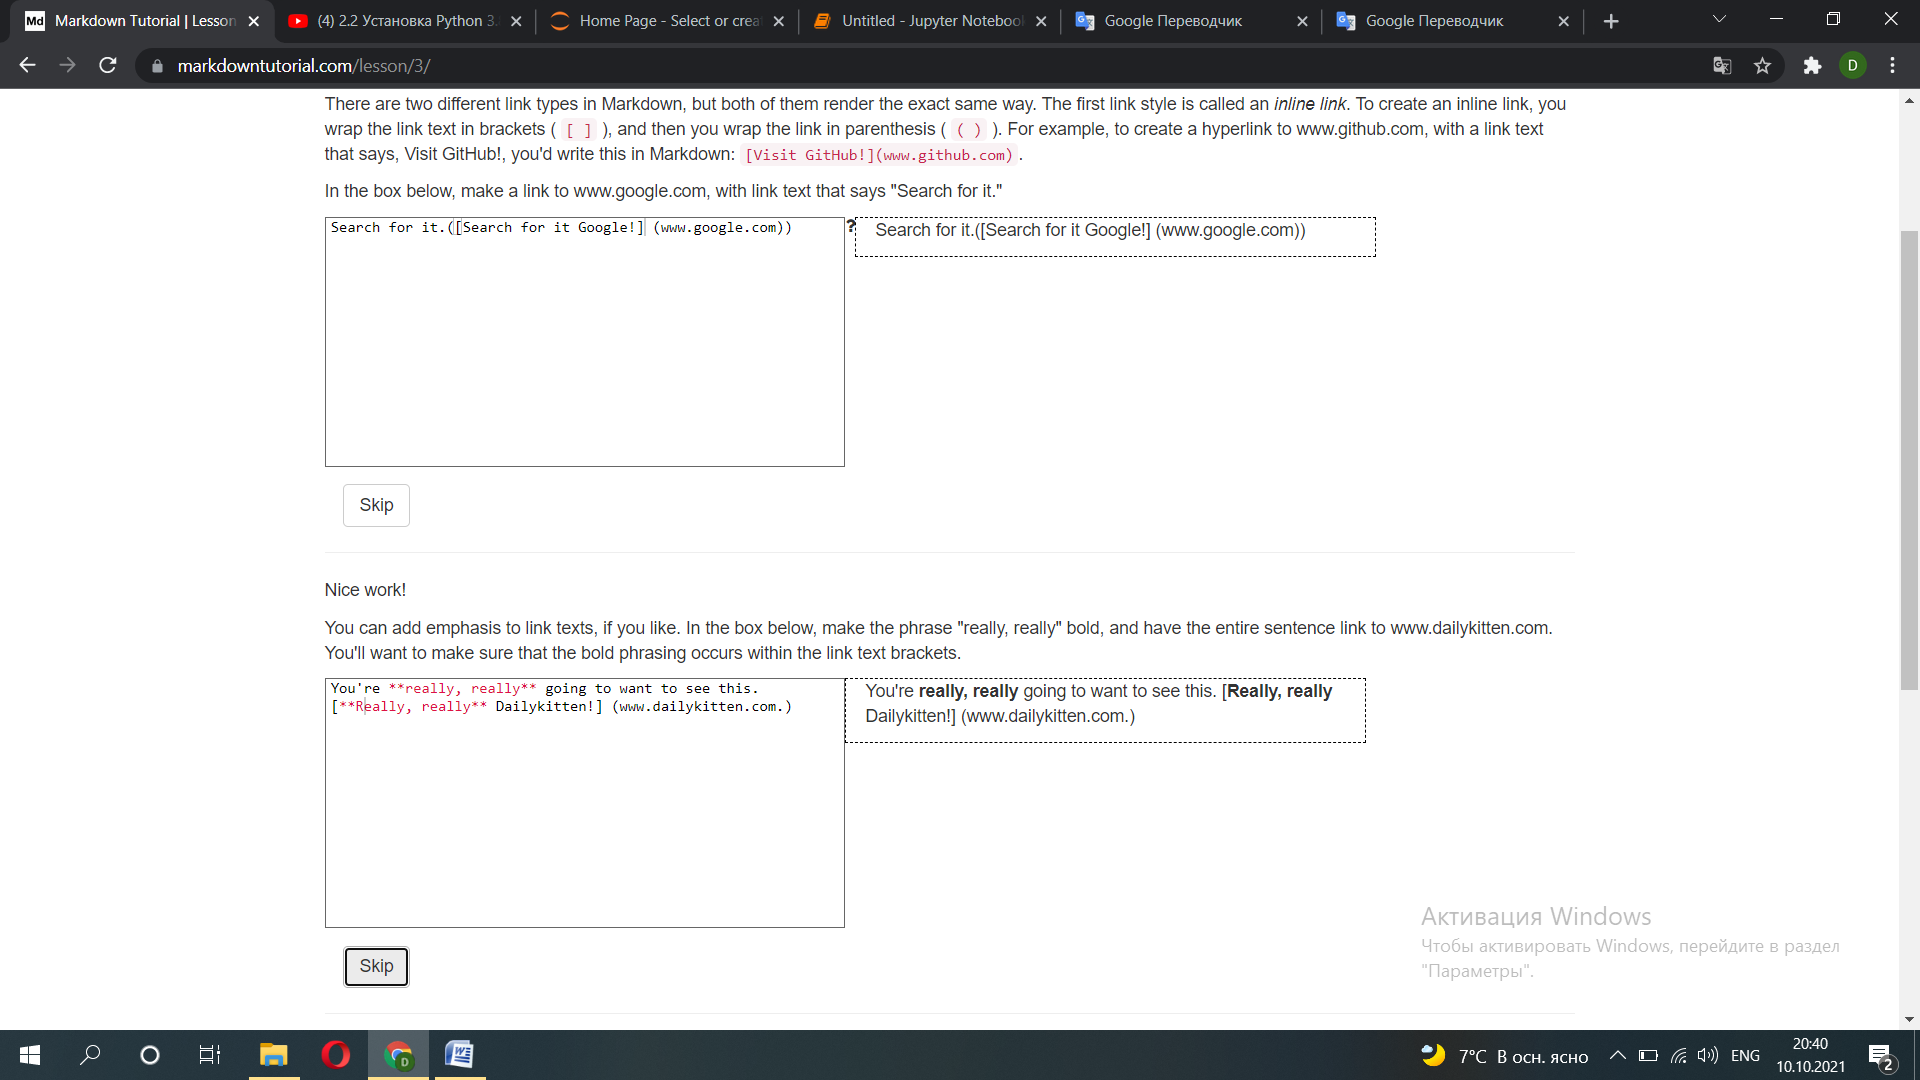 Md Markdown Tutorial | Lesson
(4) 2.2 Установка Python 3.
Home Page - Select or crea
Untitled - Jupyter Noteboo
Google Переводчик
Google Переводчик
markdowntutorial.com/lesson/3/
D
There are two different link types in Markdown, but both of them render the exact same way. The first link style is called an inline link. To create an inline link, you
wrap the link text in brackets ( [ ] ), and then you wrap the link in parenthesis ( ( ) ). For example, to create a hyperlink to www.github.com, with a link text
that says, Visit GitHub!, you'd write this in Markdown: [Visit GitHub!](www.github.com) .
In the box below, make a link to www.google.com, with link text that says "Search for it."
Search for it.([Search for it Google!] (www.google.com))
?
Search for it.([Search for it Google!] (www.google.com))
Skip
Nice work!
You can add emphasis to link texts, if you like. In the box below, make the phrase "really, really" bold, and have the entire sentence link to www.dailykitten.com.
You'll want to make sure that the bold phrasing occurs within the link text brackets.
You're **really, really** going to want to see this.
[**Really, really** Dailykitten!] (www.dailykitten.com.)
You're really, really going to want to see this. [Really, really
Dailykitten!] (www.dailykitten.com.)
Skip
Активация Windows
Чтобы активировать Windows, перейдите в раздел
"Параметры".
D
W
7°C В осн. ясно
ENG
20:40
10.10.2021
2